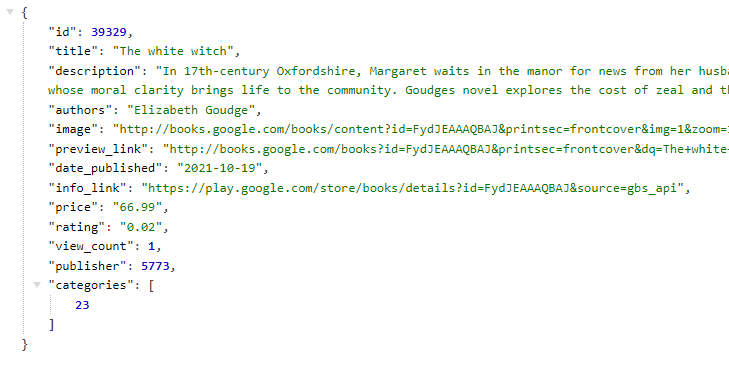 {
"id": 39329,
"title": "The white witch",
"description": "In 17th-century Oxfordshire, Margaret waits in the manor for news from her
whose moral clarity brings life to the community. Goudges novel explores the cost of zeal and
"authors": "Elizabeth Goudge",
"image": "http://books.google.com/books/content?id=FydJEAAAQBAJ&printsec=frontcover&img=1&zoom=
"preview_link": "http://books.google.com/books?id=FydJEAAAQBAJ&printsec=frontcover&dq=The+white
"date_published": "2021-10-19",
"info_link": "https://play.google.com/store/books/details?id=FydJEAAAQBAJ&source=gbs_api",
"price": "66.99",
"rating": "0.02",
"view_count": 1,
"publisher": 5773,
"categories": [
23
]
}